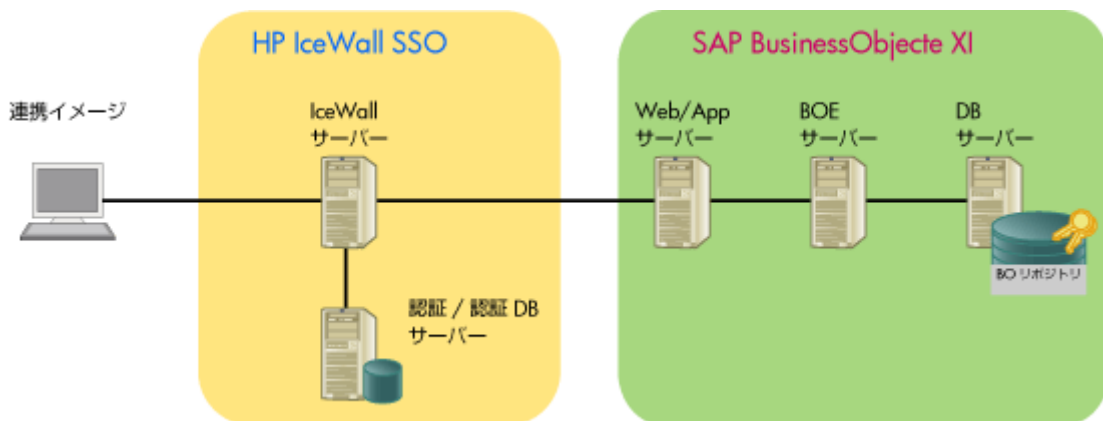 HP IceWall SSO
SAP BusinessObjecte XI
連携イメージ
IceWall
サーバー
Web/App
サーバー
BOE
サーバー
DB
サーバー
BO リポジトリ
認証 / 認証 DB
サーバー